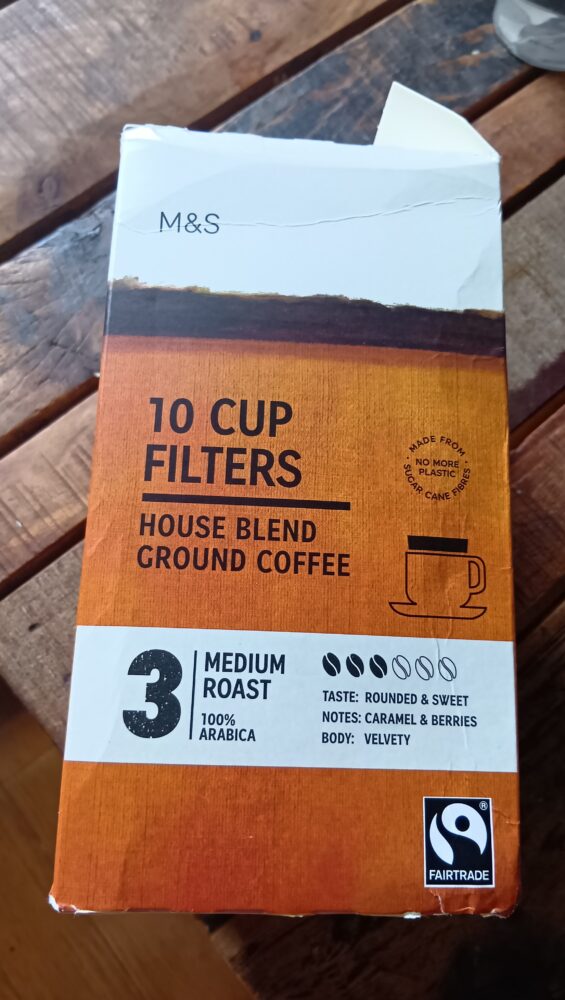 M&S
10 CUP
FILTERS
HOUSE BLEND
GROUND COFFEE
MADE FROM
NO MORE
PLASTIC
SUGAR CANE FIBRES
3
MEDIUM
ROAST
100%
ARABICA
TASTE: ROUNDED & SWEET
NOTES: CARAMEL & BERRIES
BODY: VELVETY
FAIRTRADE
®